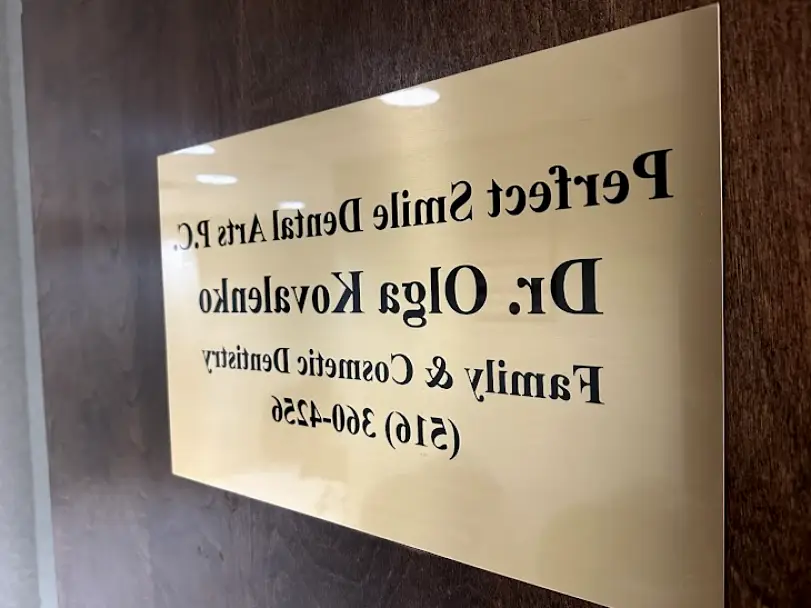 Perfect Smile Dental Arts P.C.
Dr. Olga Kovalenko
Family & Cosmetic Dentistry
(516) 360-4256